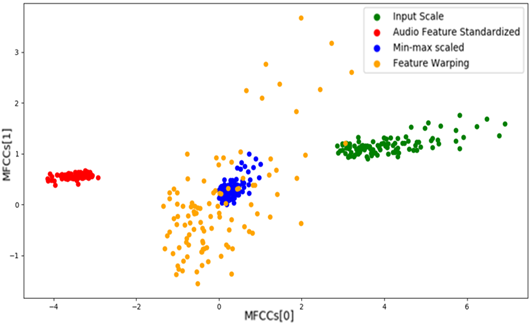 Input Scale
Audio Feature Standardized
Min-max scaled
Feature Warping
MFCCs[1]
3
2
1
0
−1
−4
−2
0
2
4
6
MFCCs[0]